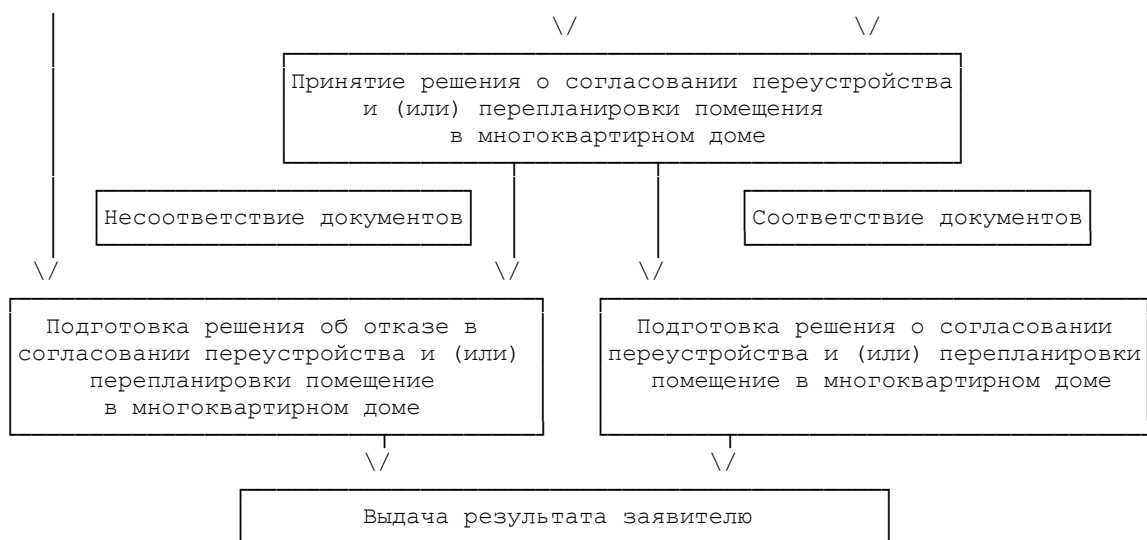 \/ \/
Принятие решения о согласовании переустройства
и (или) перепланировки помещения
в многоквартирном доме
Несоответствие документов
Соответствие документов
\/ \/ \/
Подготовка решения об отказе в
согласовании переустройства и (или)
перепланировки помещение
в многоквартирном доме
Подготовка решения о согласовании
переустройства и (или) перепланировки
помещение в многоквартирном доме
\/ \/
Выдача результата заявителю